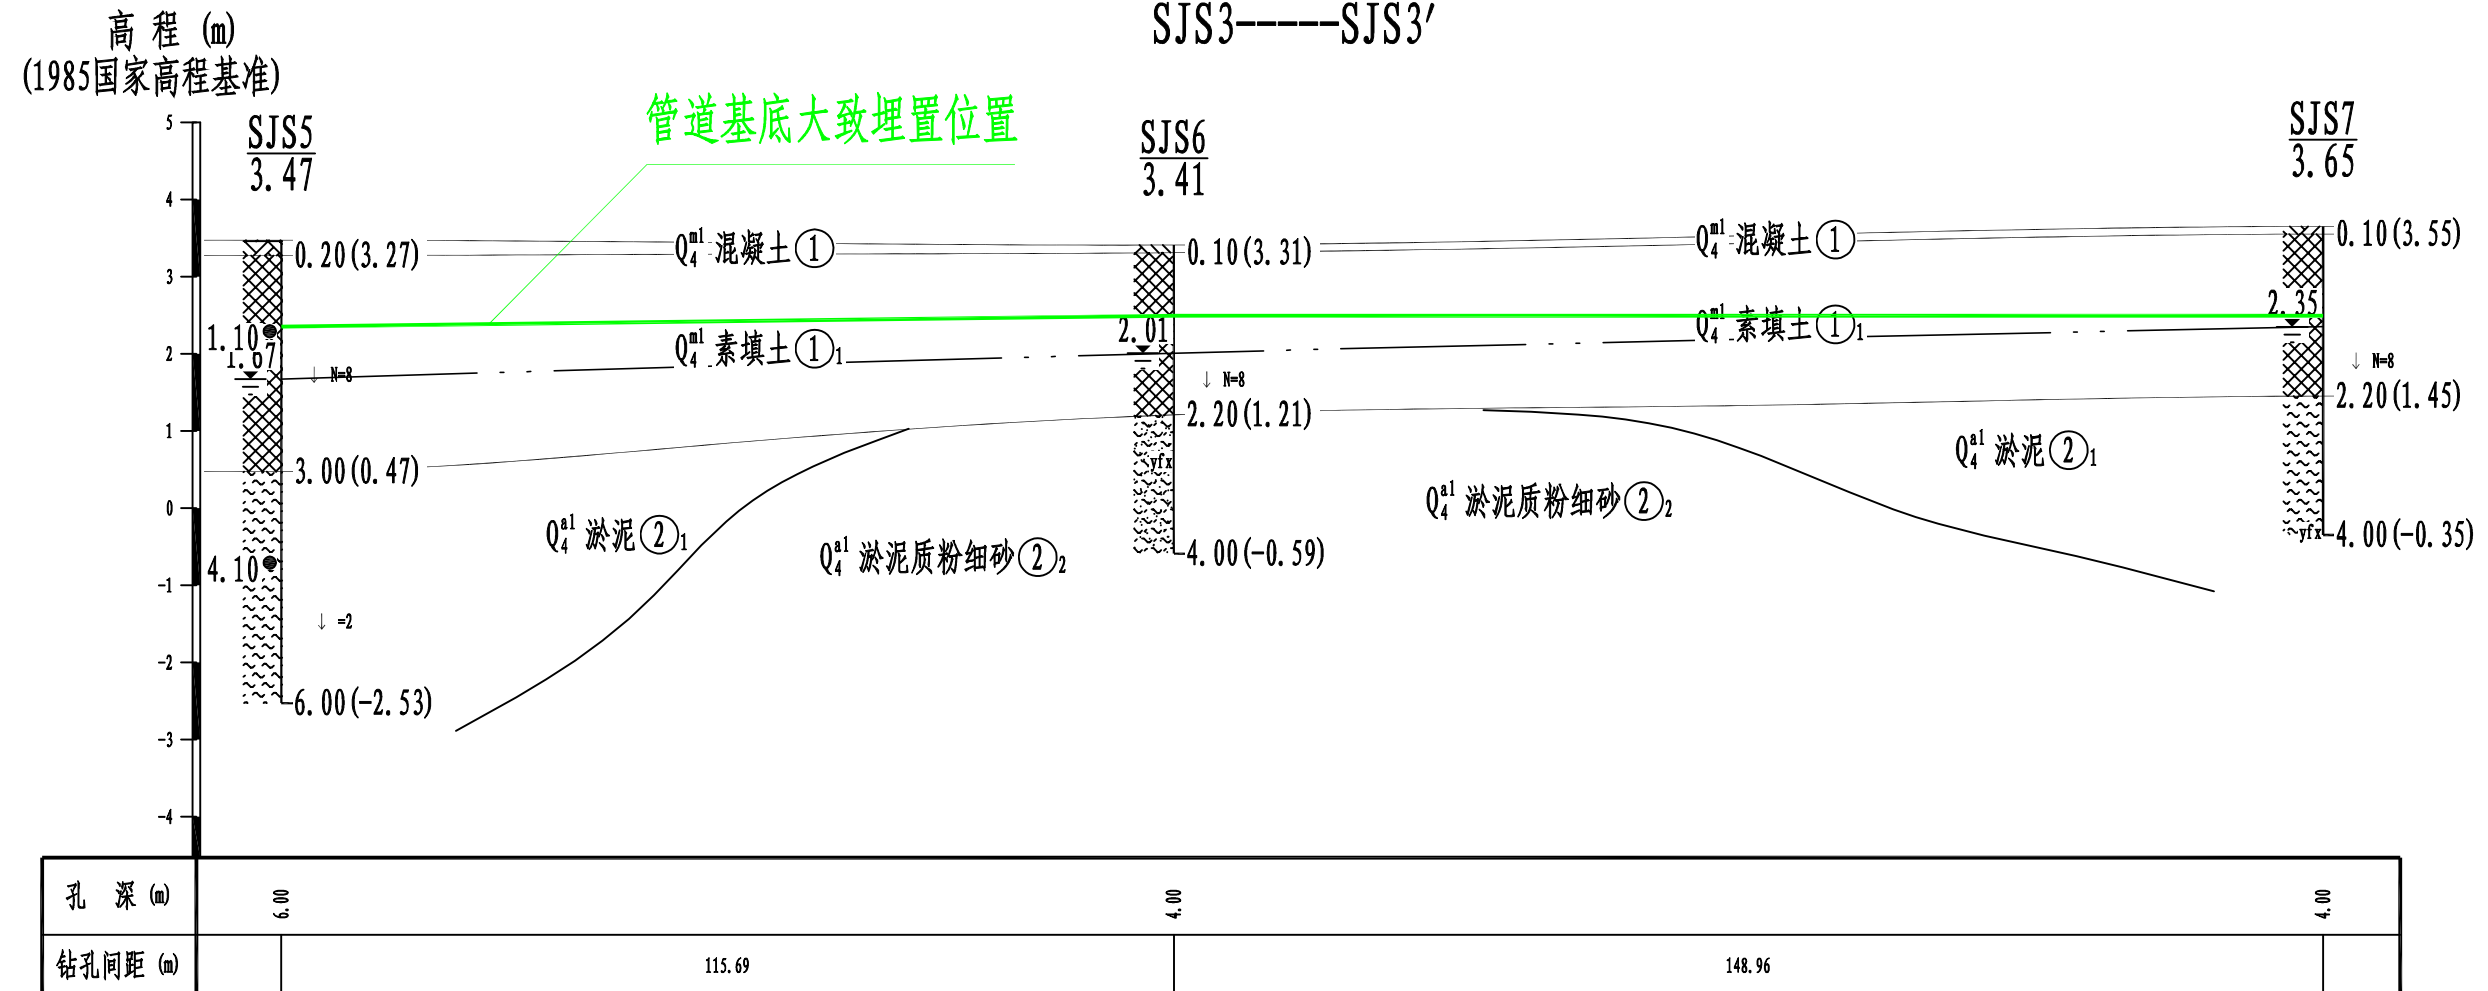 SJS3-----SJS3′
高 程 (m)
(1985国家高程基准)
管道基底大致埋置位置
SJS5
3.47
SJS6
3.41
SJS7
3.65
5
4
3
2
1
0
-1
-2
-3
-4
0.20(3.27)
Q4ml 混凝土①
0.10(3.31)
Q4ml 混凝土①
0.10(3.55)
1.10
1.67
N=8
Q4ml 素填土①1
2.01
N=8
Q4ml 素填土①1
2.35
N=8
3.00(0.47)
2.20(1.21)
2.20(1.45)
yfx
Q4al 淤泥②1
Q4al 淤泥质粉细砂②2
Q4al 淤泥质粉细砂②2
Q4al 淤泥②1
4.10
=2
4.00(-0.59)
yfx
4.00(-0.35)
6.00(-2.53)
孔 深 (m) 6.00 4.00 4.00
钻孔间距 (m) 115.69 148.96